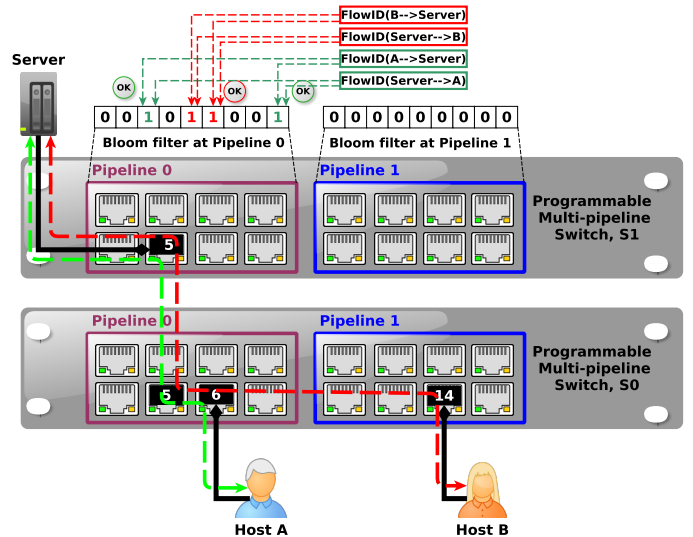 FlowID(B-->Server)
FlowID(Server-->B)
FlowID(A-->Server)
FlowID(Server-->A)
Server
OK
OK
OK
0 0 1 0 1 1 0 0 1
0 0 0 0 0 0 0 0 0
Bloom filter at Pipeline 0
Bloom filter at Pipeline 1
Pipeline 0
Pipeline 1
Programmable
Multi-pipeline
Switch, S1
5
Pipeline 0
Pipeline 1
Programmable
Multi-pipeline
Switch, S0
5
6
14
Host A
Host B